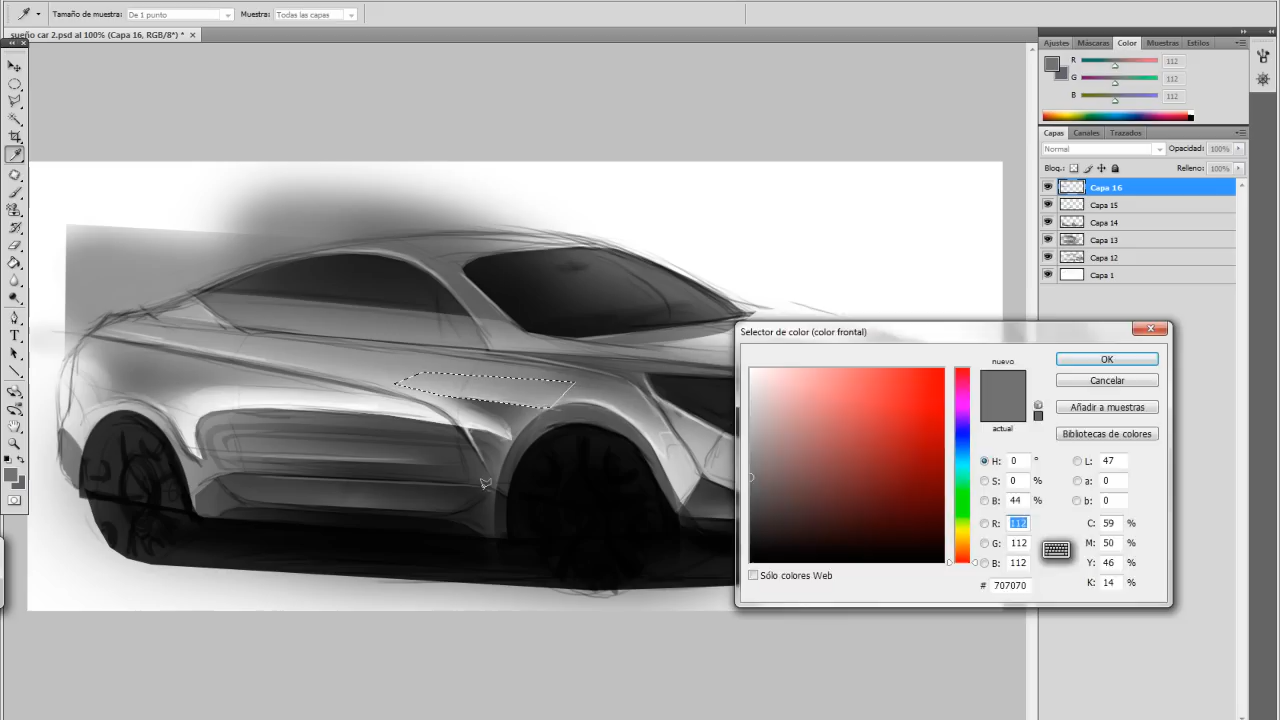 Tamaño de muestra: De 1 punto Muestra: Todas las capas
sueño car 2.psd al 100% (Capa 16, RGB/8*) *
Ajustes Máscaras Color Muestras Estilos
R 112
G 112
B 112
Capas Canales Trazados
Normal Opacidad: 100%
Bloq.: Relleno: 100%
Capa 16
Capa 15
Capa 14
Capa 13
Capa 12
Capa 1
Selector de color (color frontal)
nuevo
actual
OK
Cancelar
Añadir a muestras
Bibliotecas de colores
H: 0 ° L: 47
S: 0 % a: 0
B: 44 % b: 0
R: 112 C: 59 %
G: 112 M: 50 %
B: 112 Y: 46 %
# 707070 K: 14 %
Sólo colores Web